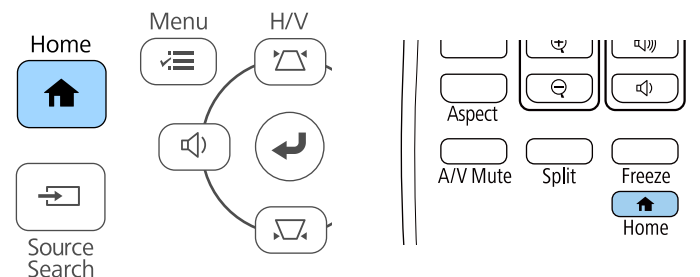 Menu
H/V
Home
Source
Search
Aspect
A/V Mute
Split
Freeze
Home